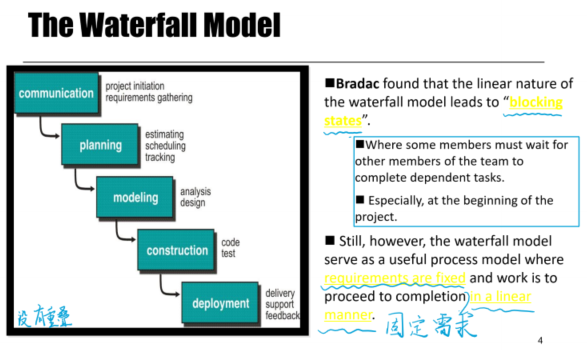 The Waterfall Model
communication
project initiation
requirements gathering
planning
estimating
scheduling
tracking
modeling
analysis
design
construction
code
test
deployment
delivery
support
feedback
没有重叠
■Bradac found that the linear nature of
the waterfall model leads to “blocking
states”.
■Where some members must wait for
other members of the team to
complete dependent tasks.
■ Especially, at the beginning of the
project.
■ Still, however, the waterfall model
serve as a useful process model where
requirements are fixed and work is to
proceed to completion in a linear
manner.
固定需求
4